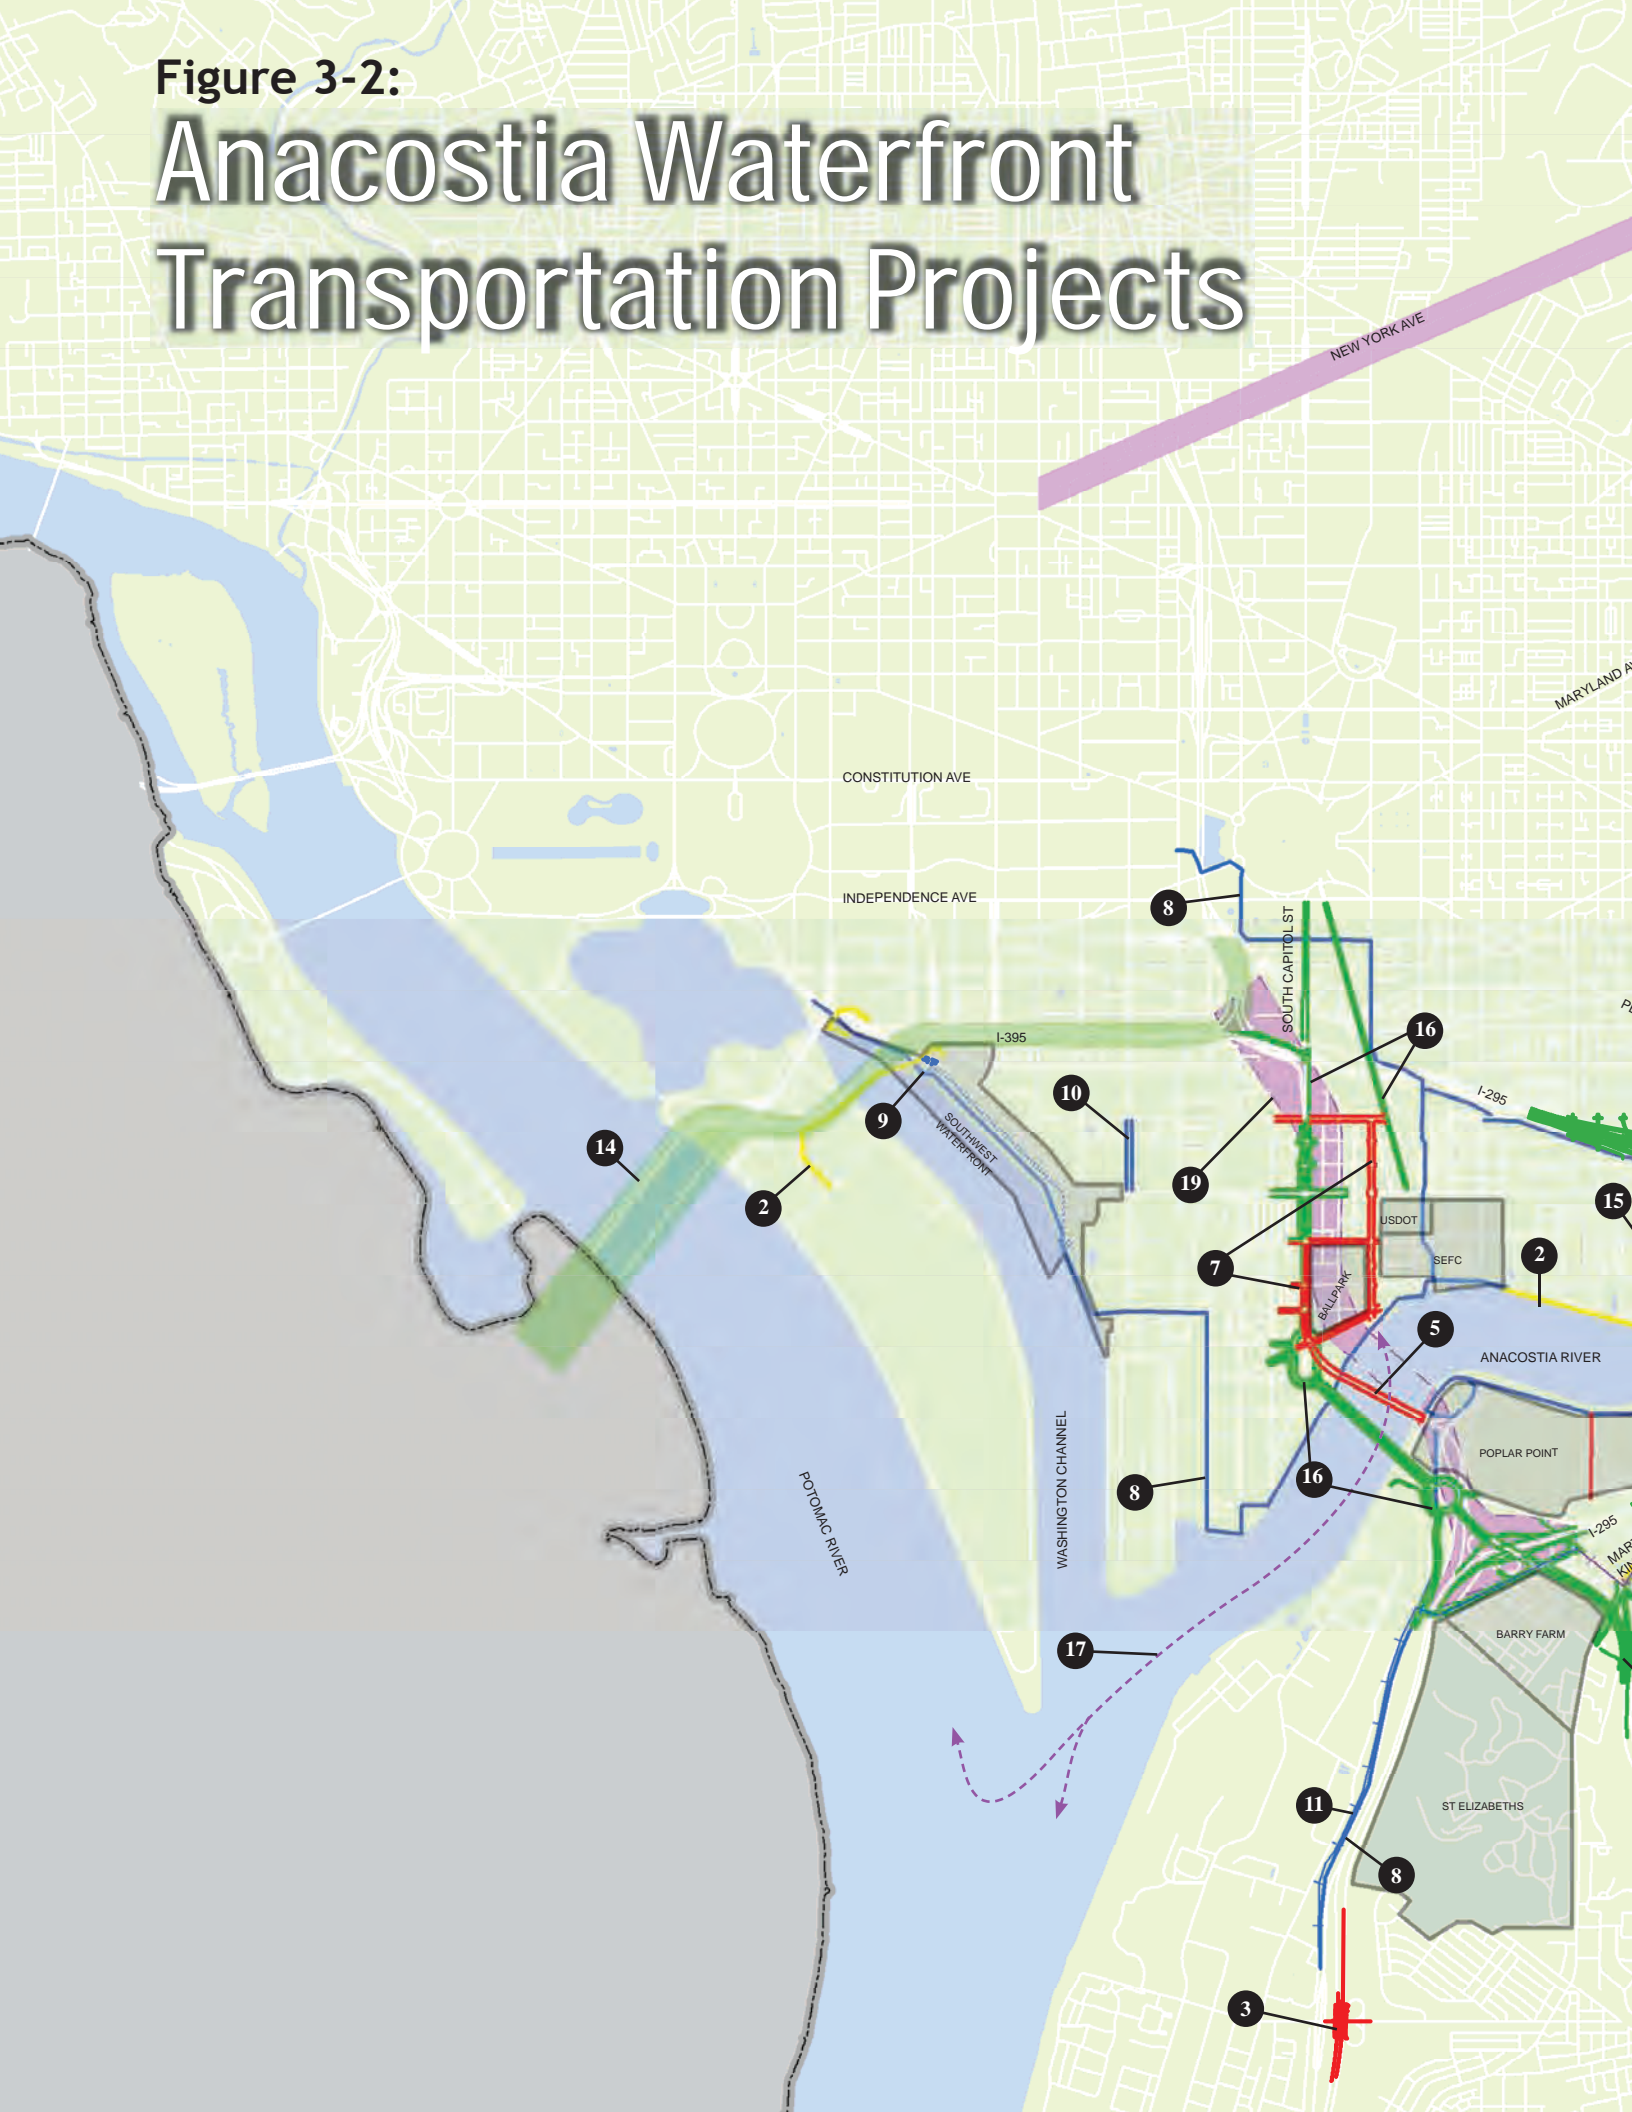 Figure 3-2:
Anacostia Waterfront
Transportation Projects
NEW YORK AVE
MARYLAND
CONSTITUTION AVE
INDEPENDENCE AVE
8
SOUTH CAPITOL ST
I-395
16
10
I-295
9
SOUTHWEST
WATERFRONT
14
19
2
15
USDOT
7
SEFC
2
BALLPARK
5
ANACOSTIA RIVER
POPLAR POINT
WASHINGTON CHANNEL
POTOMAC RIVER
8
16
I-295
17
BARRY FARM
11
ST ELIZABETHS
8
3